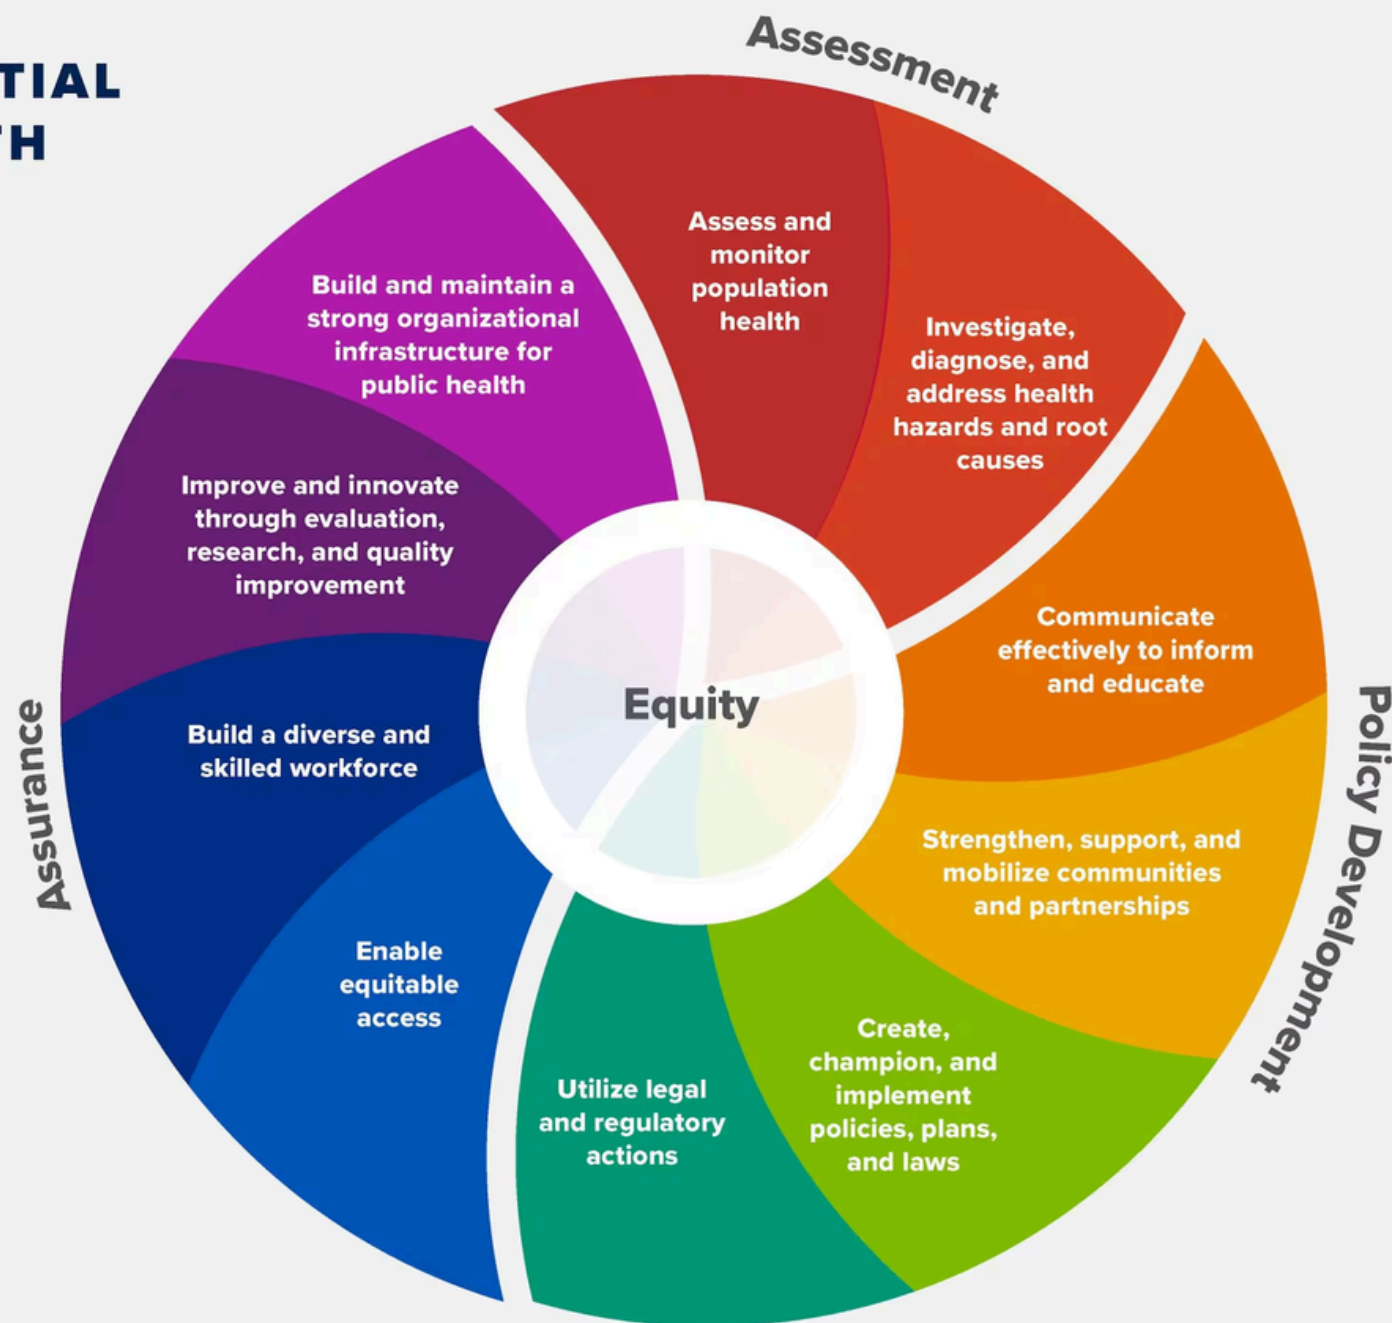 TIAL
TH
Assessment
Assess and
monitor
population
health
Investigate,
diagnose, and
address health
hazards and root
causes
Communicate
effectively to inform
and educate
Strengthen, support, and
mobilize communities
and partnerships
Create,
champion, and
implement
policies, plans,
and laws
Utilize legal
and regulatory
actions
Policy Development
Enable
equitable
access
Build a diverse and
skilled workforce
Improve and innovate
through evaluation,
research, and quality
improvement
Build and maintain a
strong organizational
infrastructure for
public health
Assurance
Equity